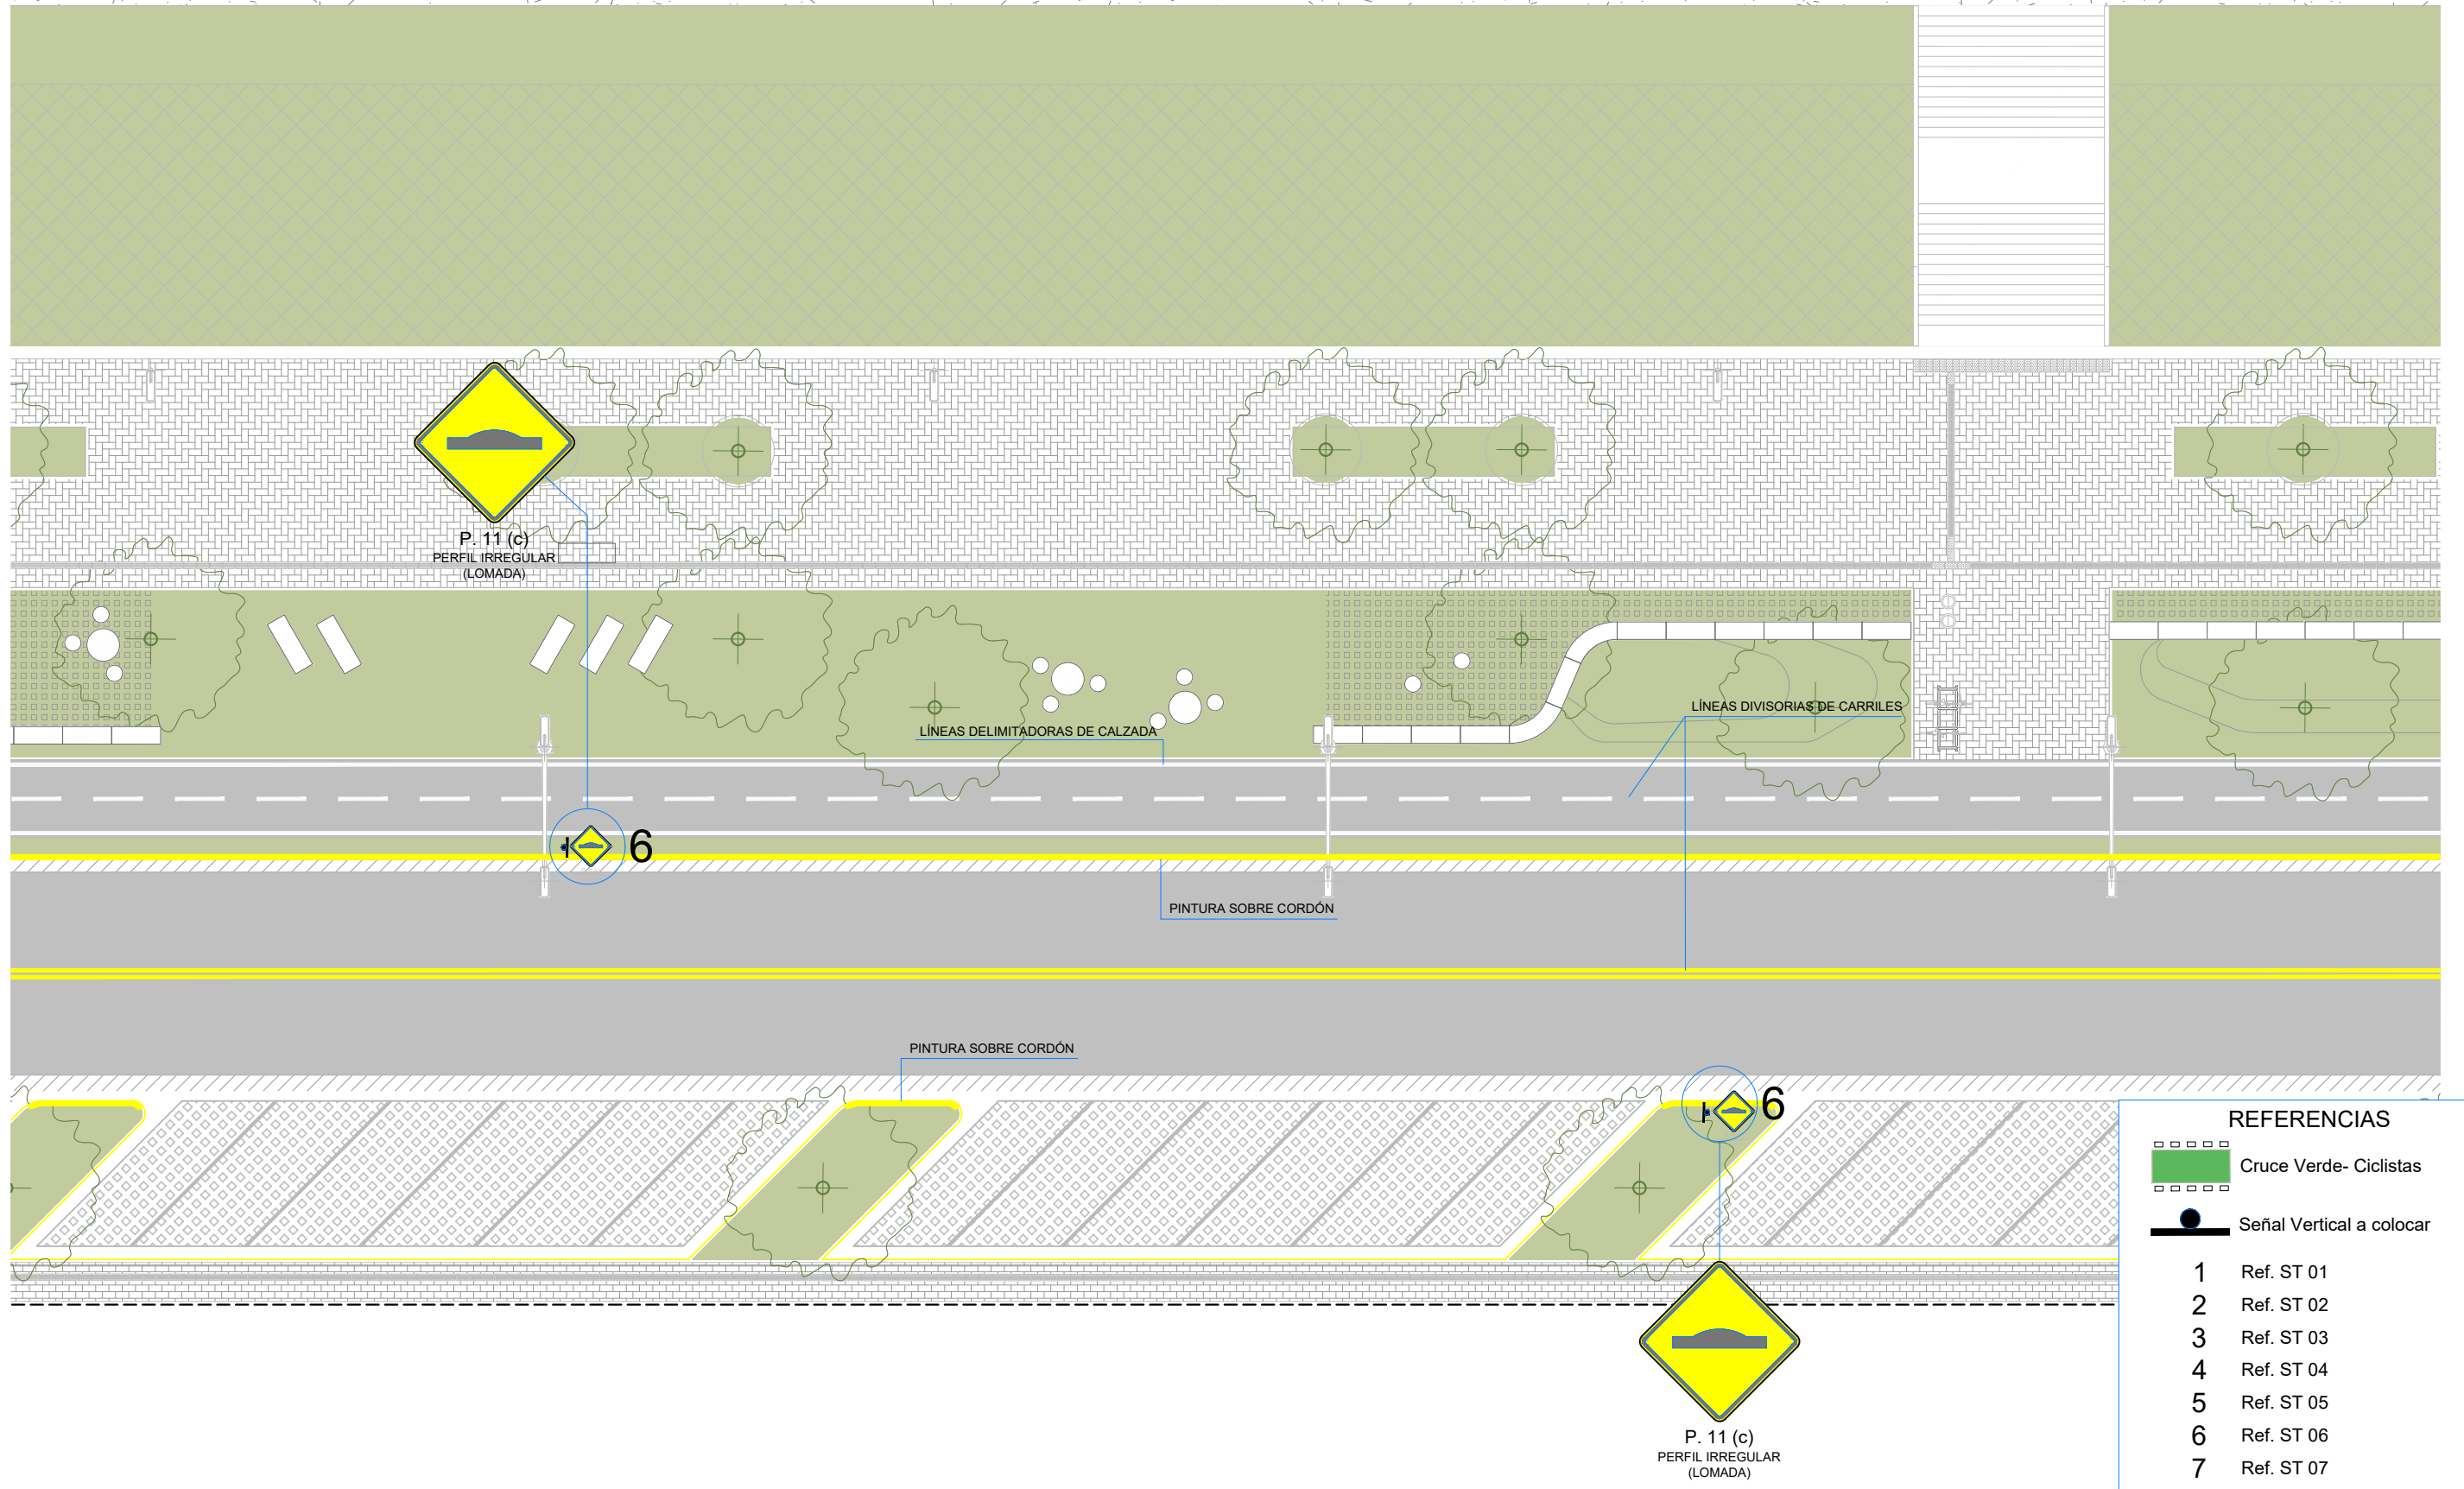 P. 11 (c)
PERFIL IRREGULAR
(LOMADA)
LÍNEAS DELIMITADORAS DE CALZADA
LÍNEAS DIVISORIAS DE CARRILES
6
PINTURA SOBRE CORDÓN
PINTURA SOBRE CORDÓN
6
P. 11 (c)
PERFIL IRREGULAR
(LOMADA)
REFERENCIAS
Cruce Verde- Ciclistas
Señal Vertical a colocar
1 Ref. ST 01
2 Ref. ST 02
3 Ref. ST 03
4 Ref. ST 04
5 Ref. ST 05
6 Ref. ST 06
7 Ref. ST 07